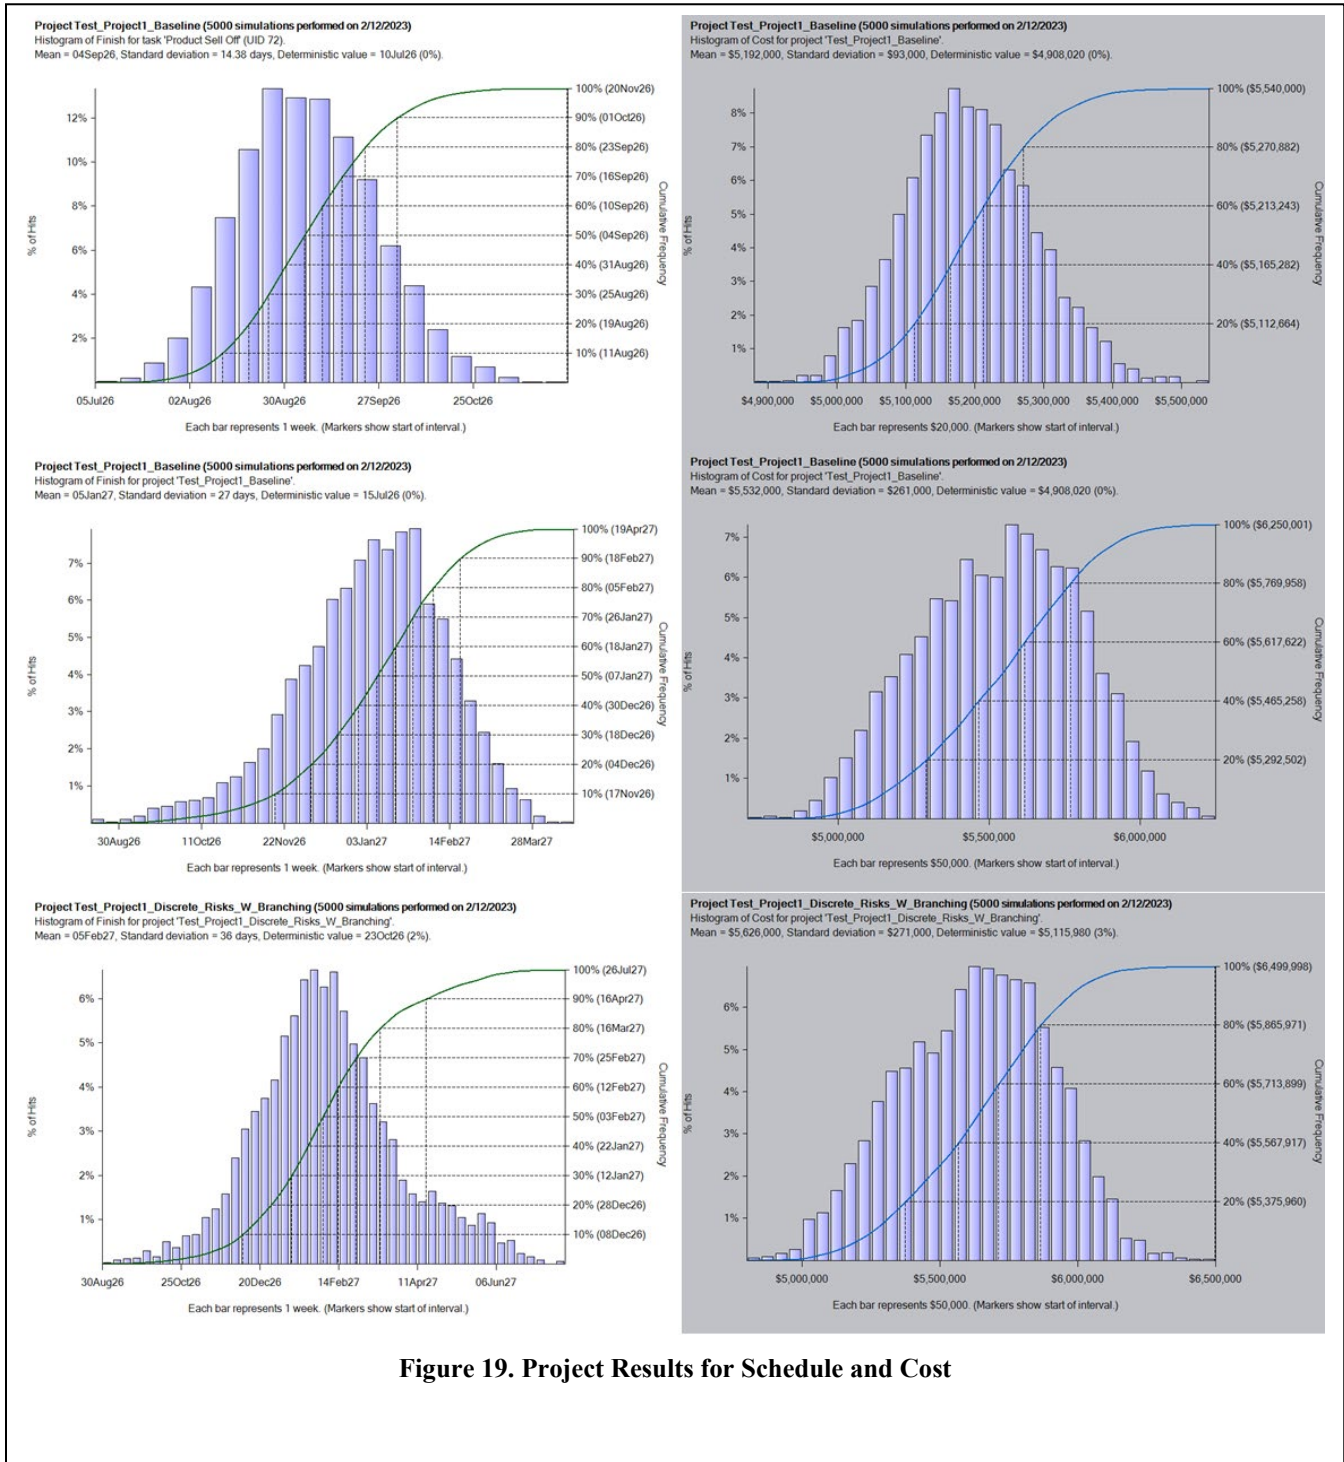 Project Test_Project1_Baseline (5000 simulations performed on 2/12/2023)
Histogram of Finish for task 'Product Sell Off' (UID 72).
Mean = 04Sep26, Standard deviation = 14.38 days, Deterministic value = 10Jul26 (0%).
12%
10%
8%
6%
4%
2%
% of Hits
100% (20Nov26)
90% (01Oct26)
80% (23Sep26)
70% (16Sep26)
60% (10Sep26)
50% (04Sep26)
40% (31Aug26)
30% (25Aug26)
20% (19Aug26)
10% (11Aug26)
Cumulative Frequency
05Jul26 02Aug26 30Aug26 27Sep26 25Oct26
Each bar represents 1 week. (Markers show start of interval.)
Project Test_Project1_Baseline (5000 simulations performed on 2/12/2023)
Histogram of Cost for project 'Test_Project1_Baseline'.
Mean = $5,192,000, Standard deviation = $93,000, Deterministic value = $4,908,020 (0%).
8%
7%
6%
5%
4%
3%
2%
1%
% of Hits
100% ($5,540,000)
80% ($5,270,882)
60% ($5,213,243)
40% ($5,165,282)
20% ($5,112,664)
Cumulative Frequency
$4,900,000 $5,000,000 $5,100,000 $5,200,000 $5,300,000 $5,400,000 $5,500,000
Each bar represents $20,000. (Markers show start of interval.)
Project Test_Project1_Baseline (5000 simulations performed on 2/12/2023)
Histogram of Finish for project 'Test_Project1_Baseline'.
Mean = 05Jan27, Standard deviation = 27 days, Deterministic value = 15Jul26 (0%).
7%
6%
5%
4%
3%
2%
1%
% of Hits
100% (19Apr27)
90% (18Feb27)
80% (05Feb27)
70% (26Jan27)
60% (18Jan27)
50% (07Jan27)
40% (30Dec26)
30% (18Dec26)
20% (04Dec26)
10% (17Nov26)
Cumulative Frequency
30Aug26 11Oct26 22Nov26 03Jan27 14Feb27 28Mar27
Each bar represents 1 week. (Markers show start of interval.)
Project Test_Project1_Baseline (5000 simulations performed on 2/12/2023)
Histogram of Cost for project 'Test_Project1_Baseline'.
Mean = $5,532,000, Standard deviation = $261,000, Deterministic value = $4,908,020 (0%).
7%
6%
5%
4%
3%
2%
1%
% of Hits
100% ($6,250,001)
80% ($5,769,958)
60% ($5,617,622)
40% ($5,465,258)
20% ($5,292,502)
Cumulative Frequency
$5,000,000 $5,500,000 $6,000,000
Each bar represents $50,000. (Markers show start of interval.)
Project Test_Project1_Discrete_Risks_W_Branching (5000 simulations performed on 2/12/2023)
Histogram of Finish for project 'Test_Project1_Discrete_Risks_W_Branching'.
Mean = 05Feb27, Standard deviation = 36 days, Deterministic value = 23Oct26 (2%).
6%
5%
4%
3%
2%
1%
% of Hits
100% (26Jul27)
90% (16Apr27)
80% (16Mar27)
70% (25Feb27)
60% (12Feb27)
50% (03Feb27)
40% (22Jan27)
30% (12Jan27)
20% (28Dec26)
10% (08Dec26)
Cumulative Frequency
30Aug26 25Oct26 20Dec26 14Feb27 11Apr27 06Jun27
Each bar represents 1 week. (Markers show start of interval.)
Project Test_Project1_Discrete_Risks_W_Branching (5000 simulations performed on 2/12/2023)
Histogram of Cost for project 'Test_Project1_Discrete_Risks_W_Branching'.
Mean = $5,626,000, Standard deviation = $271,000, Deterministic value = $5,115,980 (3%).
6%
5%
4%
3%
2%
1%
% of Hits
100% ($6,499,998)
80% ($5,865,971)
60% ($5,713,899)
40% ($5,567,917)
20% ($5,375,960)
Cumulative Frequency
$5,000,000 $5,500,000 $6,000,000 $6,500,000
Each bar represents $50,000. (Markers show start of interval.)
Figure 19. Project Results for Schedule and Cost